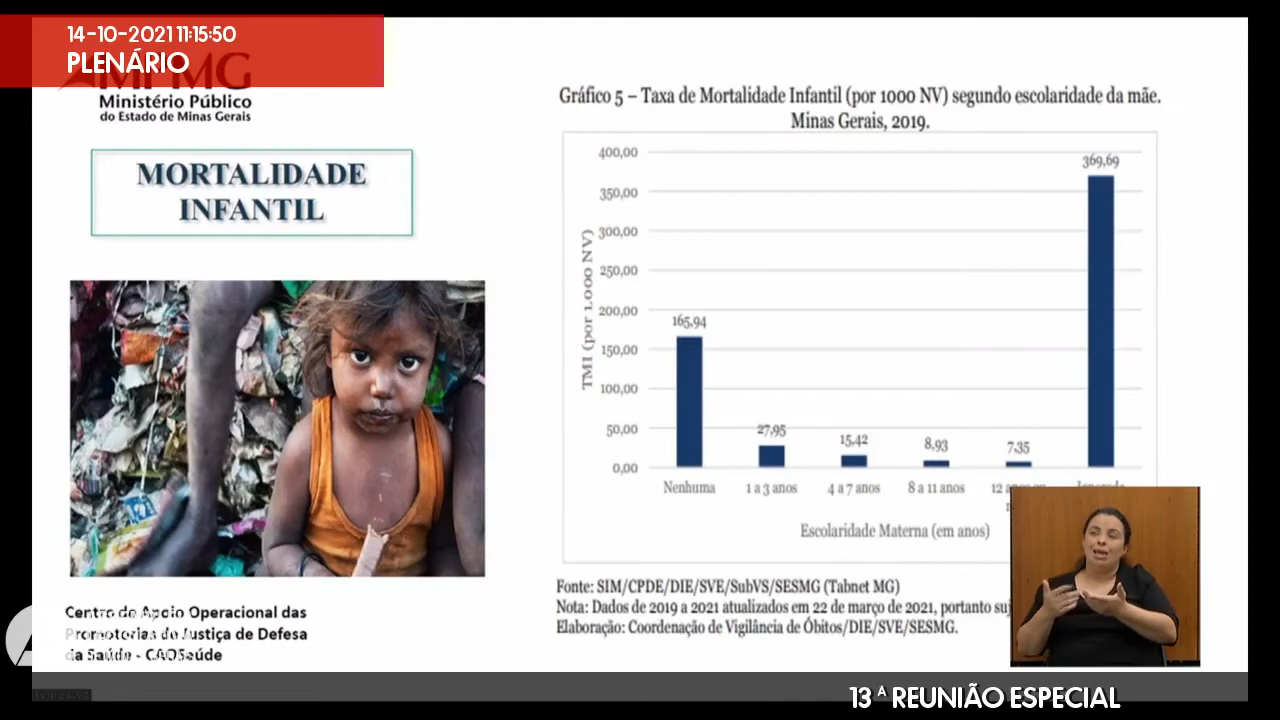 14-10-2021 11:15:50
PLENÁRIO
MPMG
Ministério Público
do Estado de Minas Gerais
MORTALIDADE
INFANTIL
Centro de Apoio Operacional das
Promotorias de Justiça de Defesa
da Saúde - CAOSaúde
Gráfico 5 – Taxa de Mortalidade Infantil (por 1000 NV) segundo escolaridade da mãe.
Minas Gerais, 2019.
TMI (por 1.000 NV)
400,00
350,00
300,00
250,00
200,00
150,00
100,00
50,00
0,00
165,94
27,95
15,42
8,93
7,35
369,69
Nenhuma 1 a 3 anos 4 a 7 anos 8 a 11 anos 12
Escolaridade Materna (em anos)
Fonte: SIM/CPDE/DIE/SVE/SubVS/SESMG (Tabnet MG)
Nota: Dados de 2019 a 2021 atualizados em 22 de março de 2021, portanto
Elaboração: Coordenação de Vigilância de Óbitos/DIE/SVE/SESMG.
13ª REUNIÃO ESPECIAL